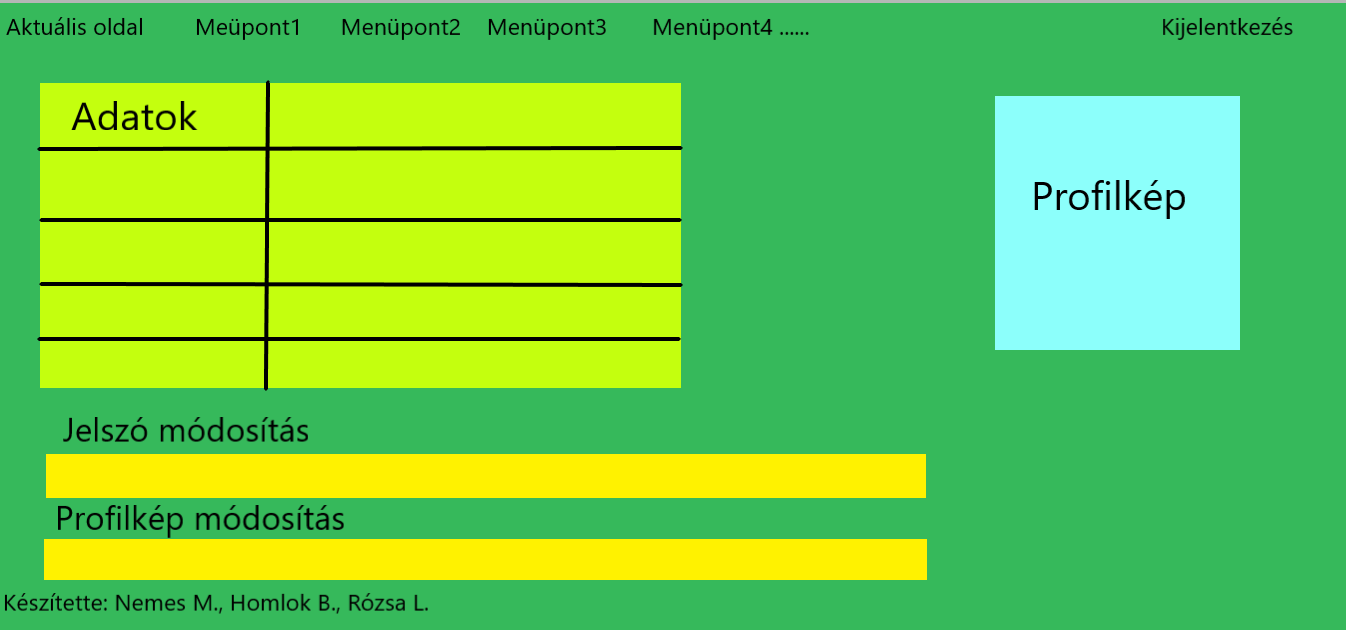 Aktuális oldal Meüpont1 Menüpont2 Menüpont3 Menüpont4 ...... Kijelentkezés
Adatok
Profilkép
Jelszó módosítás
Profilkép módosítás
Készítette: Nemes M., Homlok B., Rózsa L.